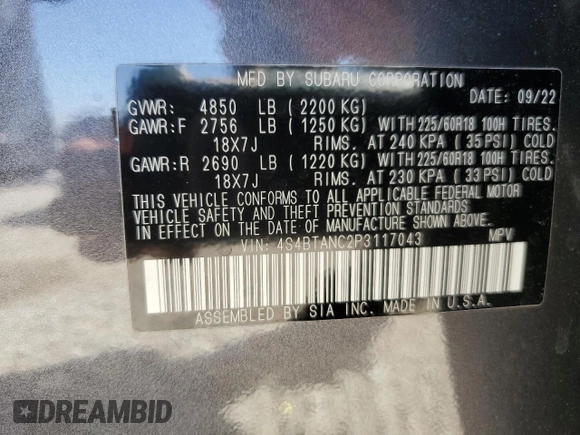 MFD BY SUBARU CORPORATION
DATE: 09/22
GVWR: 4850 LB (2200 KG)
GAWR:F 2756 LB (1250 KG) WITH 225/60R18 100H TIRES.
18X7J RIMS. AT 240 KPA (35 PSI) COLD
GAWR:R 2690 LB (1220 KG) WITH 225/60R18 100H TIRES.
18X7J RIMS. AT 230 KPA (33 PSI) COLD
THIS VEHICLE CONFORMS TO ALL APPLICABLE FEDERAL MOTOR
VEHICLE SAFETY AND THEFT PREVENTION STANDARDS
IN EFFECT ON THE DATE OF MANUFACTURE SHOWN ABOVE.
VIN: 4S4BTANC2P3117043 MPV
ASSEMBLED BY SIA INC. MADE IN U.S.A.
DREAMBID